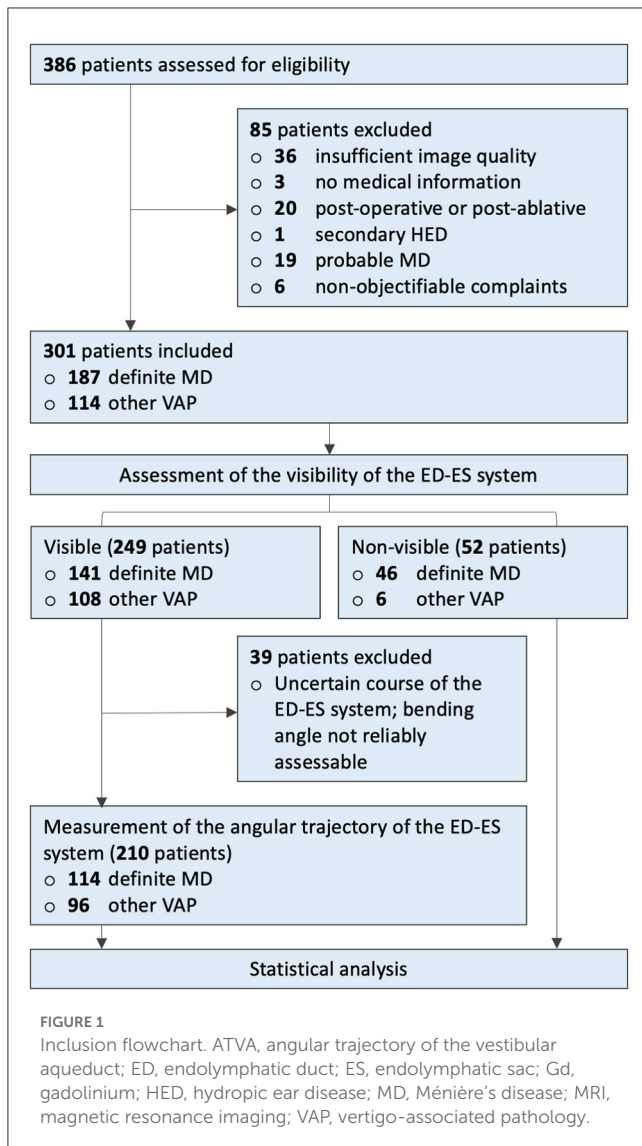 386 patients assessed for eligibility
85 patients excluded
○ 36 insufficient image quality
○ 3 no medical information
○ 20 post-operative or post-ablative
○ 1 secondary HED
○ 19 probable MD
○ 6 non-objectifiable complaints
301 patients included
○ 187 definite MD
○ 114 other VAP
Assessment of the visibility of the ED-ES system
Visible (249 patients)
○ 141 definite MD
○ 108 other VAP
Non-visible (52 patients)
○ 46 definite MD
○ 6 other VAP
39 patients excluded
○ Uncertain course of the
ED-ES system; bending
angle not reliably
assessable
Measurement of the angular trajectory of the ED-ES
system (210 patients)
○ 114 definite MD
○ 96 other VAP
Statistical analysis
FIGURE 1
Inclusion flowchart. ATVA, angular trajectory of the vestibular
aqueduct; ED, endolymphatic duct; ES, endolymphatic sac; Gd,
gadolinium; HED, hydropic ear disease; MD, Ménière's disease; MRI,
magnetic resonance imaging; VAP, vertigo-associated pathology.